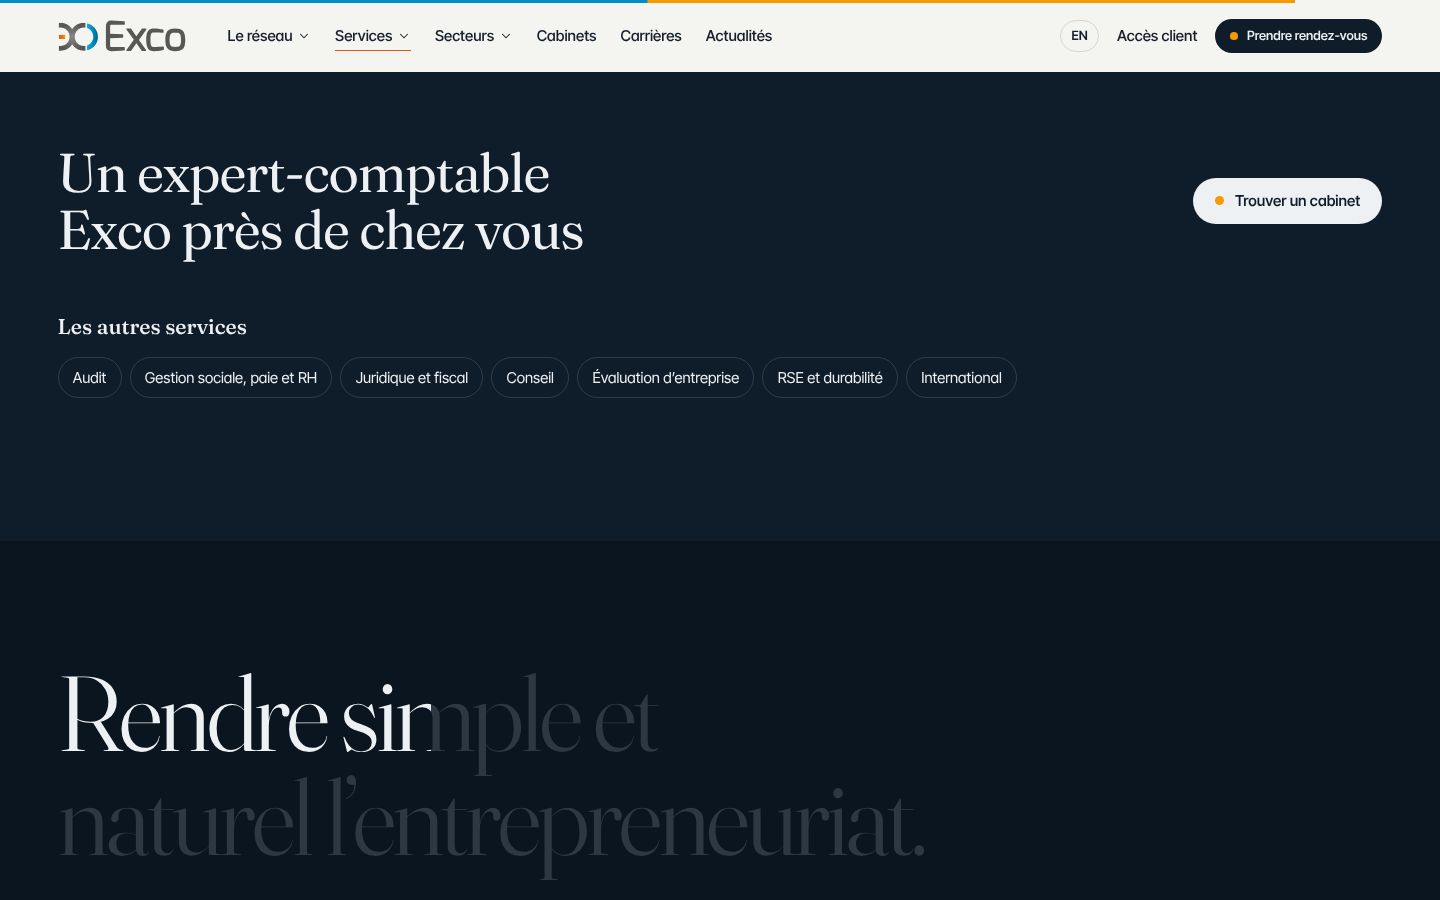 Exco
Le réseau
Services
Secteurs
Cabinets
Carrières
Actualités
EN
Accès client
Prendre rendez-vous
Un expert-comptable
Exco près de chez vous
Trouver un cabinet
Les autres services
Audit
Gestion sociale, paie et RH
Juridique et fiscal
Conseil
Évaluation d’entreprise
RSE et durabilité
International
Rendre simple et
naturel l’entrepreneuriat.